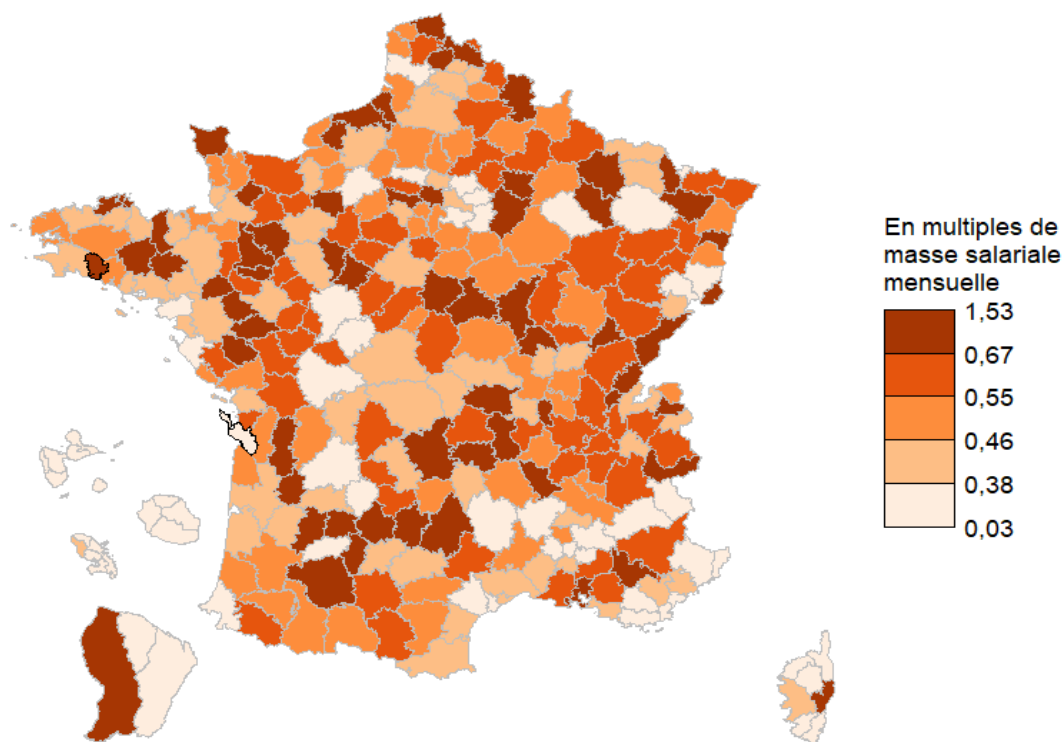 En multiples de
masse salariale
mensuelle
1,53
0,67
0,55
0,46
0,38
0,03